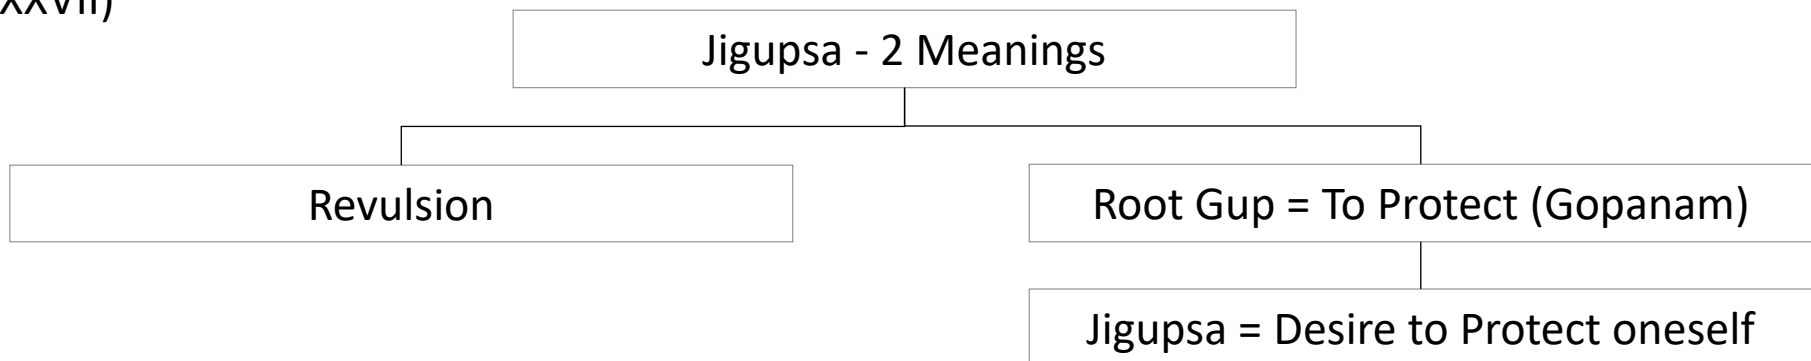 XXVII)
Jigupsa - 2 Meanings
Revulsion
Root Gup = To Protect (Gopanam)
Jigupsa = Desire to Protect oneself